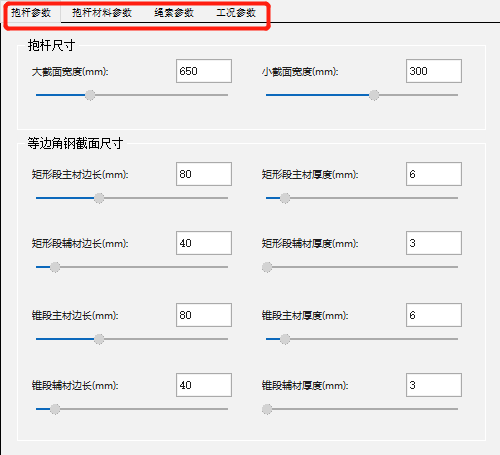 抱杆参数 抱杆材料参数 绳索参数 工况参数
抱杆尺寸
大截面宽度(mm): 650 小截面宽度(mm): 300
等边角钢截面尺寸
矩形段主材边长(mm): 80 矩形段主材厚度(mm): 6
矩形段辅材边长(mm): 40 矩形段辅材厚度(mm): 3
锥段主材边长(mm): 80 锥段主材厚度(mm): 6
锥段辅材边长(mm): 40 锥段辅材厚度(mm): 3